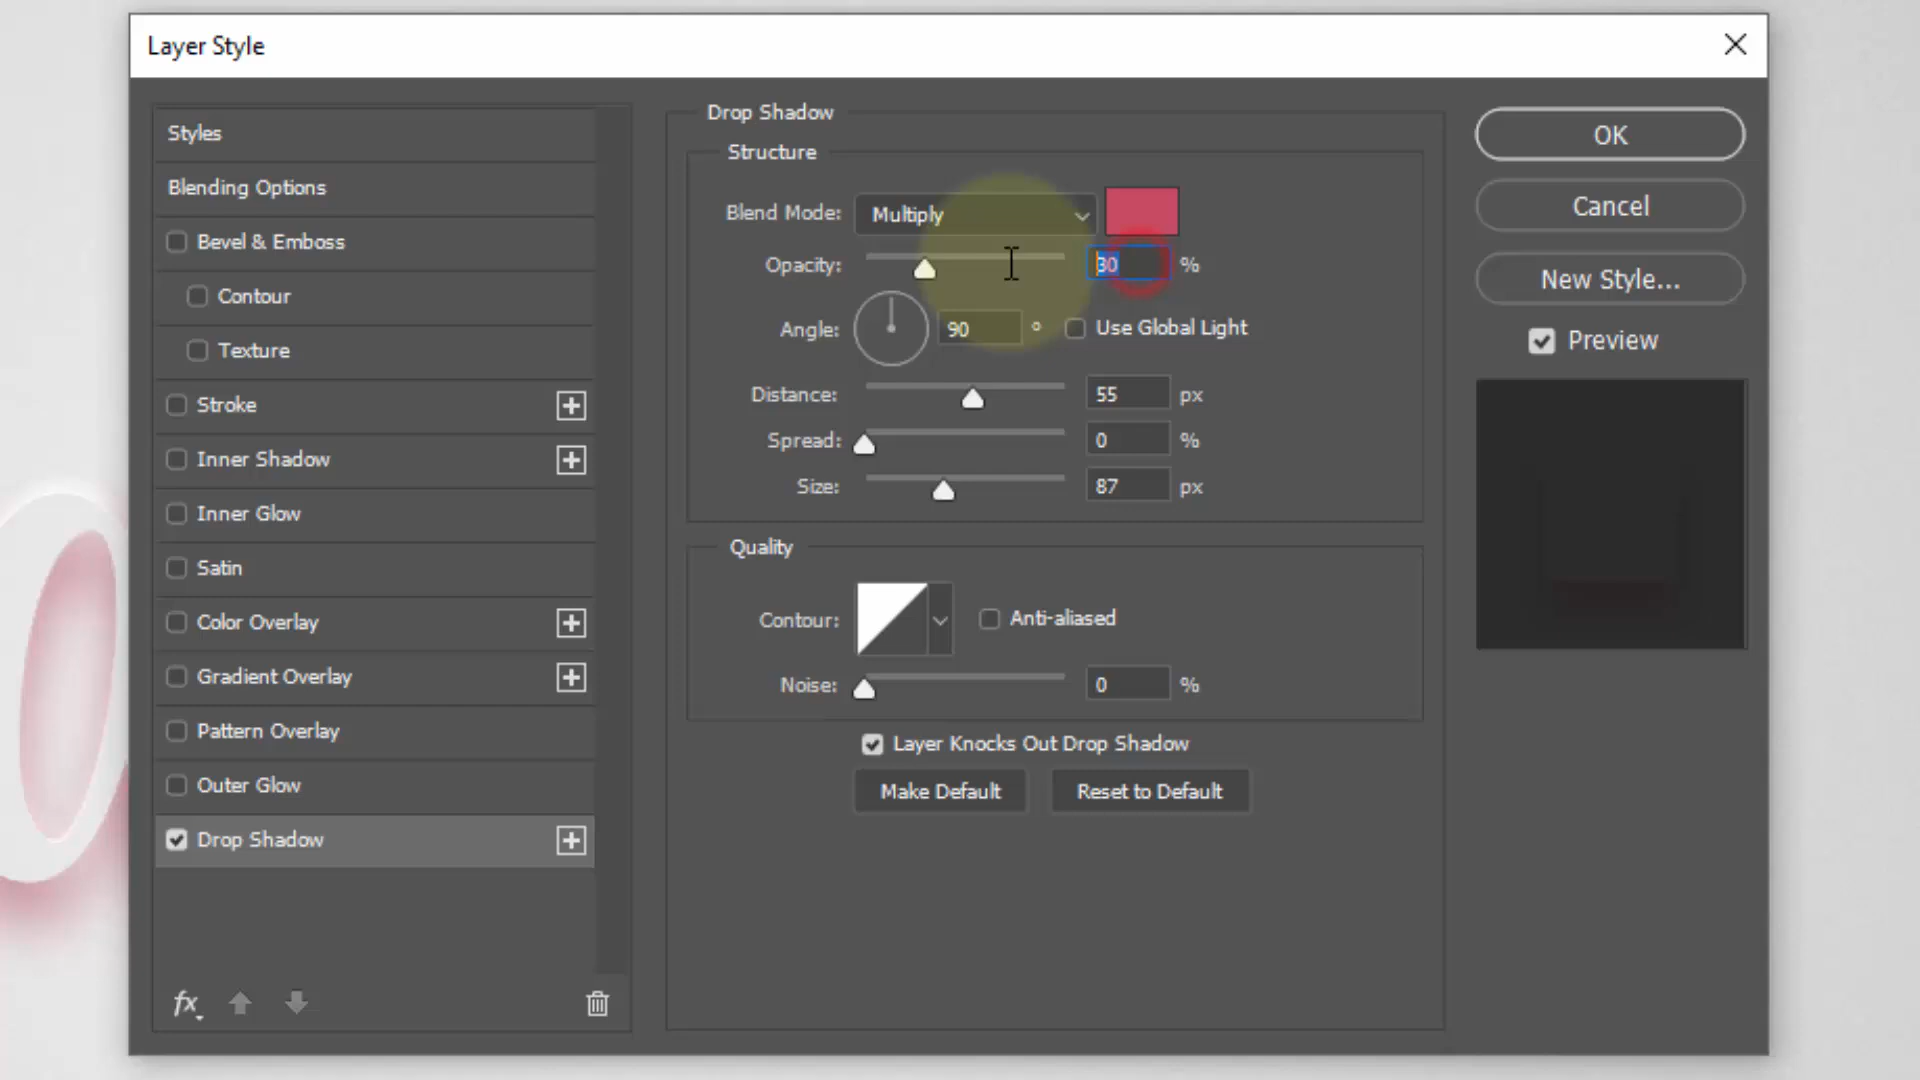 Layer Style
Styles
Blending Options
Bevel & Emboss
Contour
Texture
Stroke
Inner Shadow
Inner Glow
Satin
Color Overlay
Gradient Overlay
Pattern Overlay
Outer Glow
Drop Shadow
fx
Drop Shadow
Structure
Blend Mode: Multiply
Opacity: 30 %
Angle: 90 ° Use Global Light
Distance: 55 px
Spread: 0 %
Size: 87 px
Quality
Contour: Anti-aliased
Noise: 0 %
Layer Knocks Out Drop Shadow
Make Default Reset to Default
OK
Cancel
New Style...
Preview